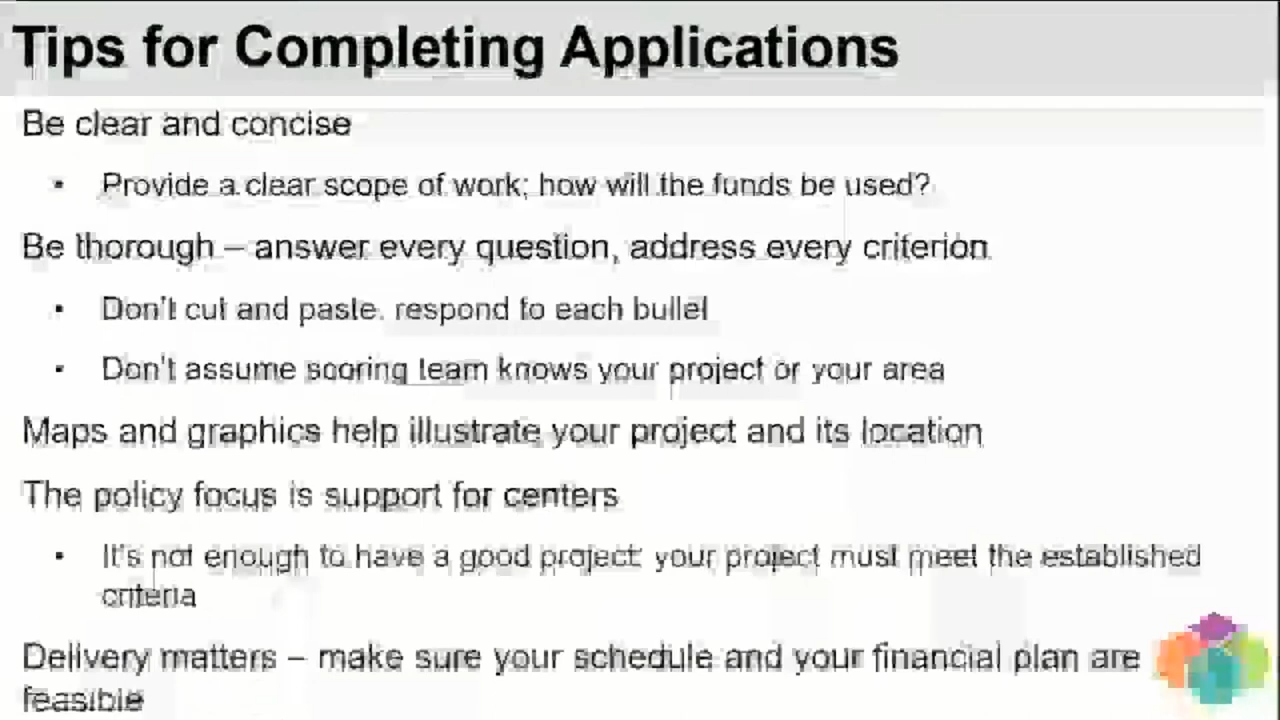 Tips for Completing Applications
Be clear and concise
▪ Provide a clear scope of work; how will the funds be used?
Be thorough – answer every question, address every criterion
▪ Don't cut and paste, respond to each bullet
▪ Don't assume scoring team knows your project or your area
Maps and graphics help illustrate your project and its location
The policy focus is support for centers
▪ It's not enough to have a good project; your project must meet the established
criteria
Delivery matters – make sure your schedule and your financial plan are
feasible